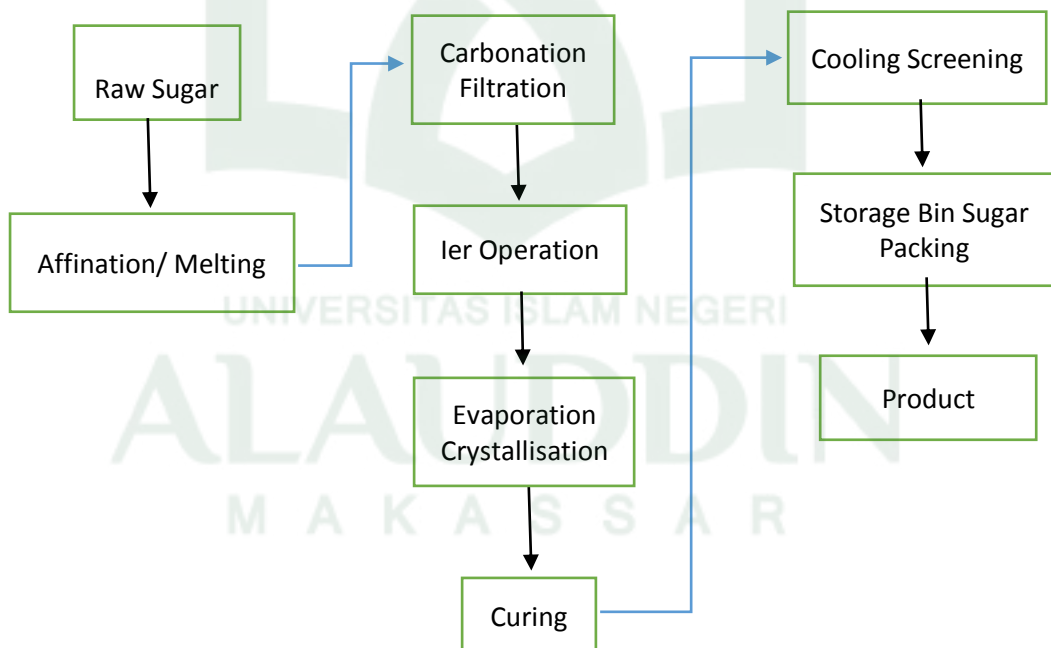 Raw Sugar
Affination/ Melting
Carbonation
Filtration
Ier Operation
Evaporation
Crystallisation
Curing
Cooling Screening
Storage Bin Sugar
Packing
Product
UNIVERSITAS ISLAM NEGERI
ALAUDDIN
MAKASSAR